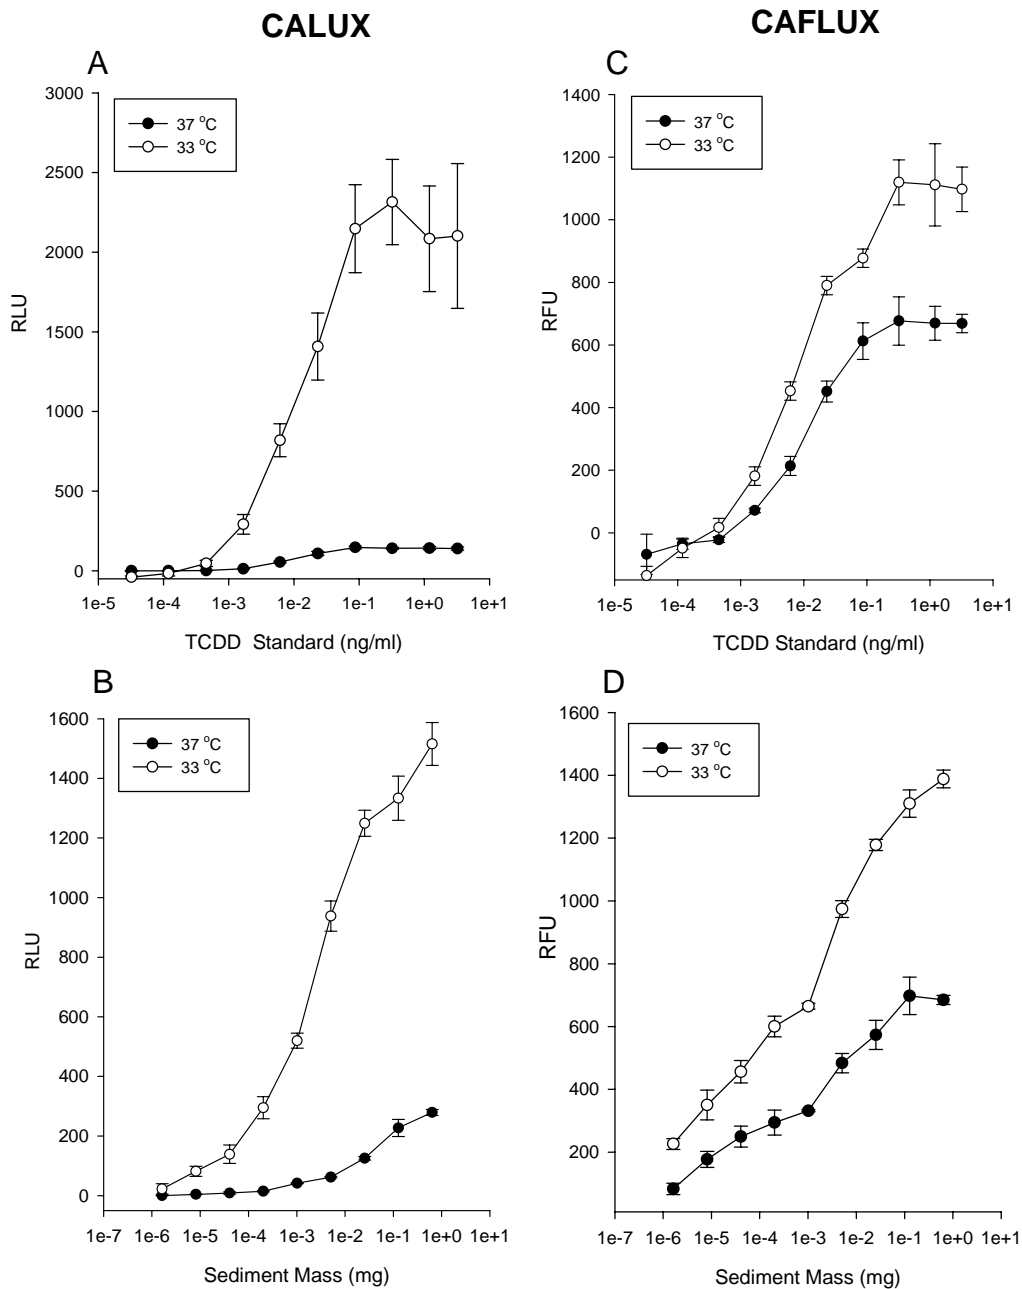 CALUX
CAFLUX
A
3000
2500
2000
1500
1000
500
0
RLU
37 °C
33 °C
1e-5 1e-4 1e-3 1e-2 1e-1 1e+0 1e+1
TCDD Standard (ng/ml)
C
1400
1200
1000
800
600
400
200
0
RFU
37 °C
33 °C
1e-5 1e-4 1e-3 1e-2 1e-1 1e+0 1e+1
TCDD Standard (ng/ml)
B
1600
1400
1200
1000
800
600
400
200
0
RLU
37 °C
33 °C
1e-7 1e-6 1e-5 1e-4 1e-3 1e-2 1e-1 1e+0 1e+1
Sediment Mass (mg)
D
1600
1400
1200
1000
800
600
400
200
RFU
37 °C
33 °C
1e-7 1e-6 1e-5 1e-4 1e-3 1e-2 1e-1 1e+0 1e+1
Sediment Mass (mg)